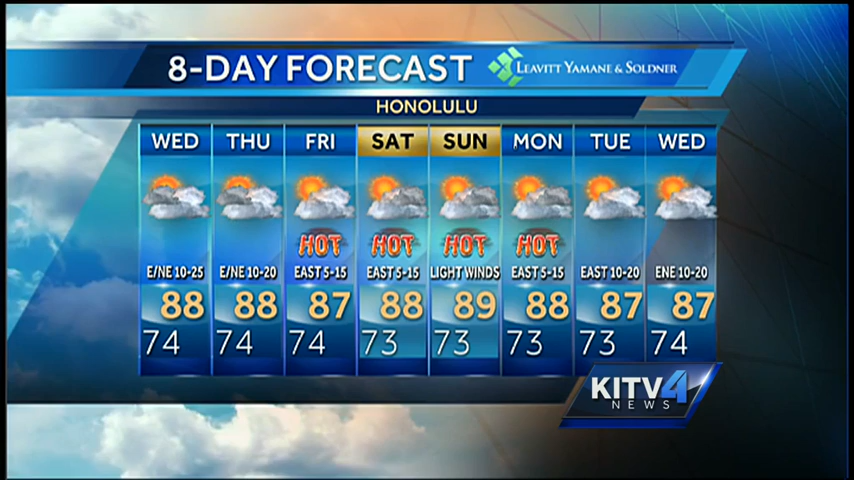 8-DAY FORECAST
LEAVITT YAMANE & SOLDNER
HONOLULU
WED THU FRI SAT SUN MON TUE WED
HOT HOT HOT HOT
E/NE 10-25 E/NE 10-20 EAST 5-15 EAST 5-15 LIGHT WINDS EAST 5-15 EAST 10-20 ENE 10-20
88 88 87 88 89 88 87 87
74 74 74 73 73 73 73 74
KITV4
NEWS